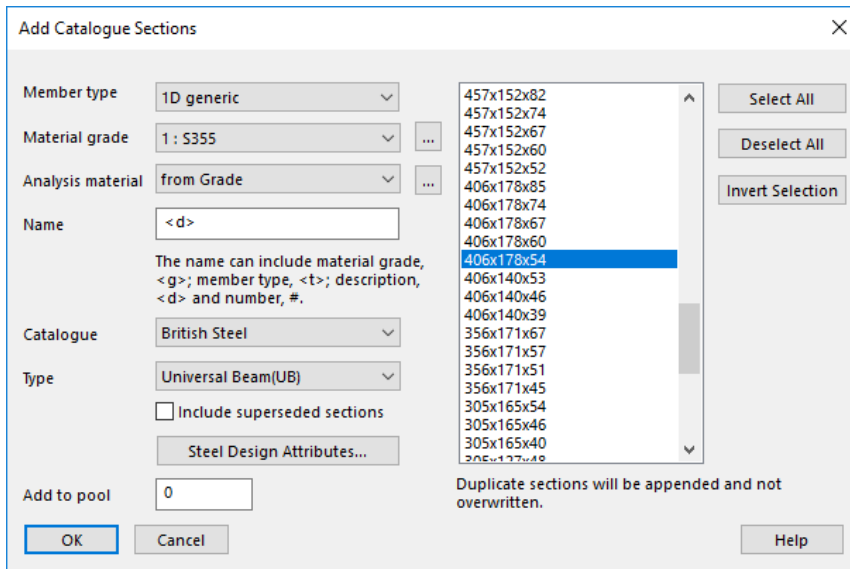 Add Catalogue Sections
Member type
1D generic
Material grade
1 : S355
...
Analysis material
from Grade
...
Name
<d>
The name can include material grade,
<g>; member type, <t>; description,
<d> and number, #.
Catalogue
British Steel
Type
Universal Beam(UB)
Include superseded sections
Steel Design Attributes...
Add to pool
0
OK
Cancel
457x152x82
457x152x74
457x152x67
457x152x60
457x152x52
406x178x85
406x178x74
406x178x67
406x178x60
406x178x54
406x140x53
406x140x46
406x140x39
356x171x67
356x171x57
356x171x51
356x171x45
305x165x54
305x165x46
305x165x40
305x127x48
Duplicate sections will be appended and not
overwritten.
Select All
Deselect All
Invert Selection
Help